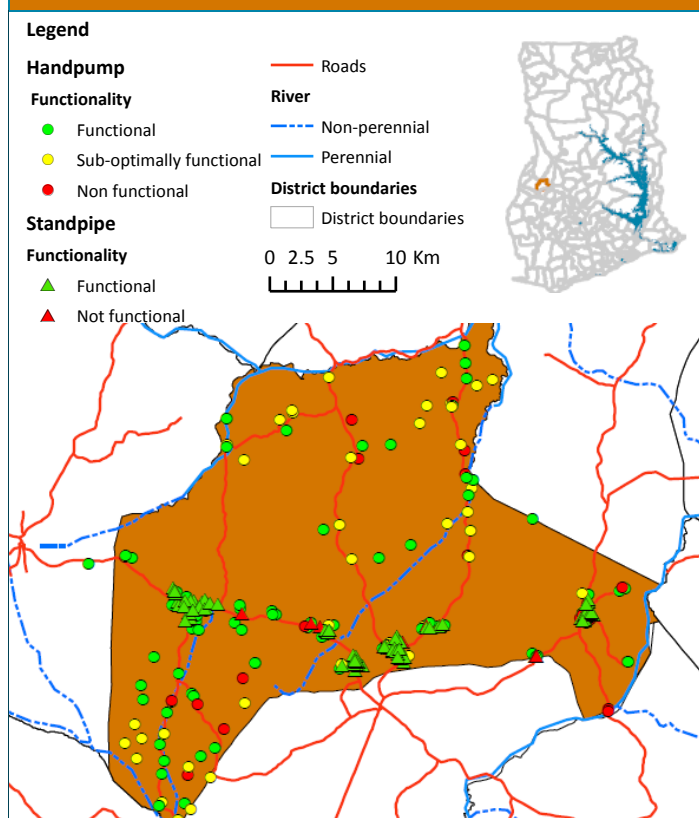 Legend
Handpump
Functionality
Functional
Sub-optimally functional
Non functional
Standpipe
Functionality
Functional
Not functional
Roads
River
Non-perennial
Perennial
District boundaries
District boundaries
0 2.5 5 10 Km